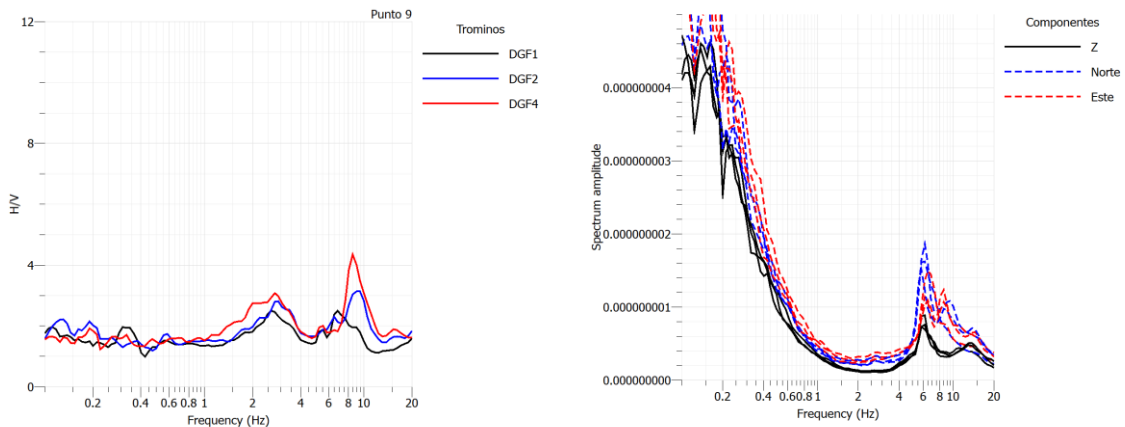 Punto 9
Trominos
DGF1
DGF2
DGF4
12
8
4
0
H/V
0.2 0.4 0.6 0.8 1 2 4 6 8 10 20
Frequency (Hz)
Componentes
Z
Norte
Este
0.000000004
0.000000003
0.000000002
0.000000001
0.000000000
Spectrum amplitude
0.2 0.4 0.6 0.8 1 2 4 6 8 10 20
Frequency (Hz)